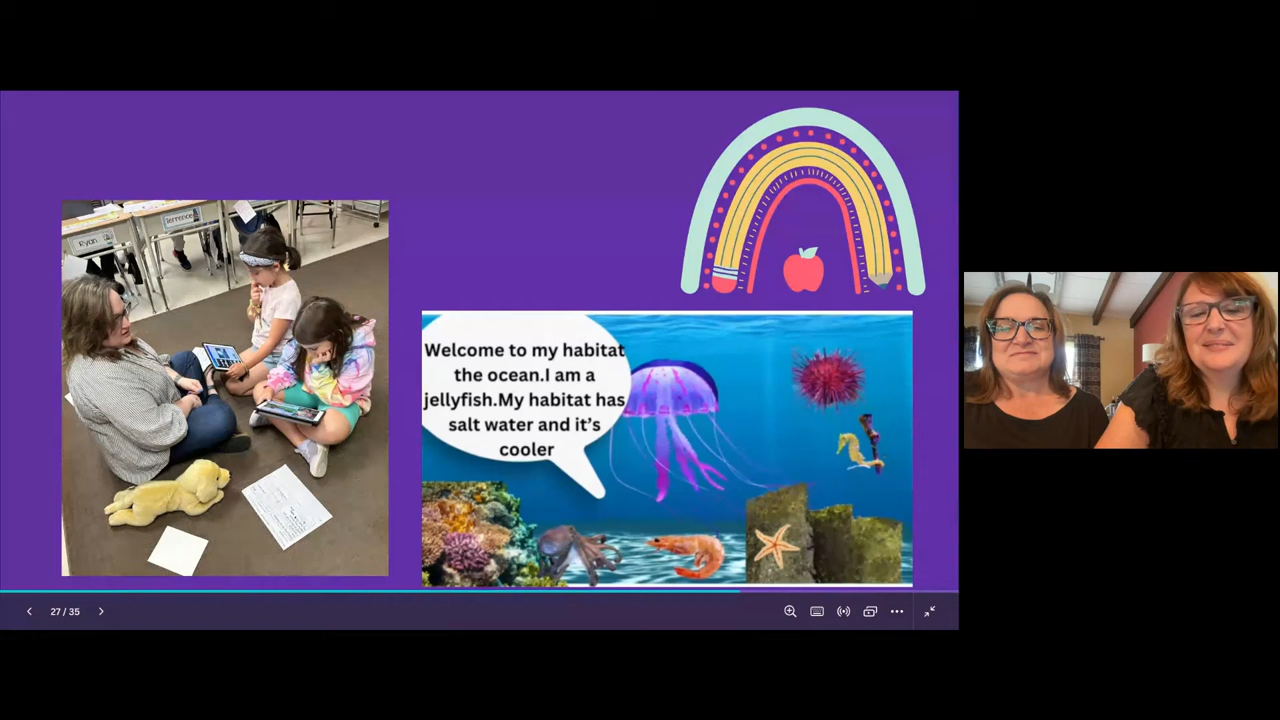 Ryan
Terrence
Welcome to my habitat
the ocean.I am a
jellyfish.My habitat has
salt water and it's
cooler
27 / 35